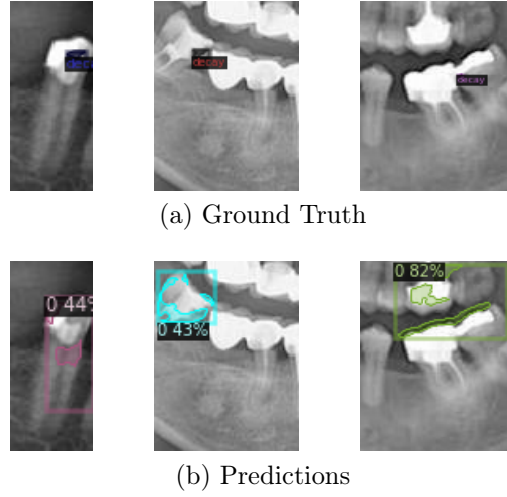 decay
decay
decay
(a) Ground Truth
0 44%
0 43%
0 82%
(b) Predictions